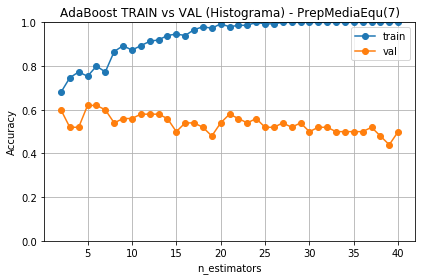 AdaBoost TRAIN vs VAL (Histograma) - PrepMediaEqu(7)
1.0
0.8
0.6
0.4
0.2
0.0
Accuracy
train
val
5 10 15 20 25 30 35 40
n_estimators